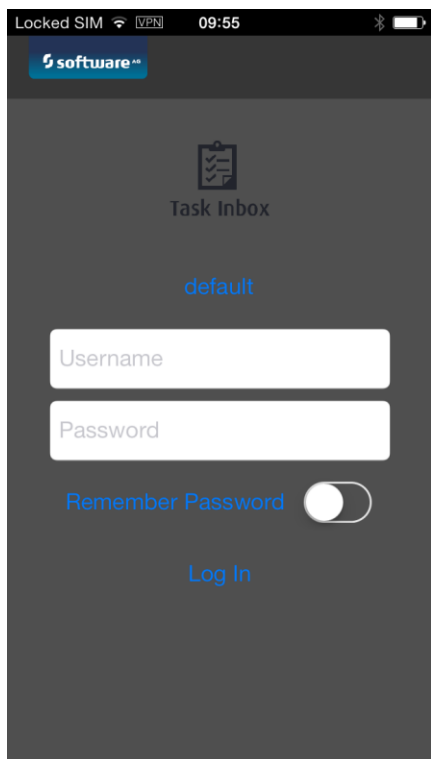 Locked SIM VPN 09:55
software AG
Task Inbox
default
Username
Password
Remember Password
Log In